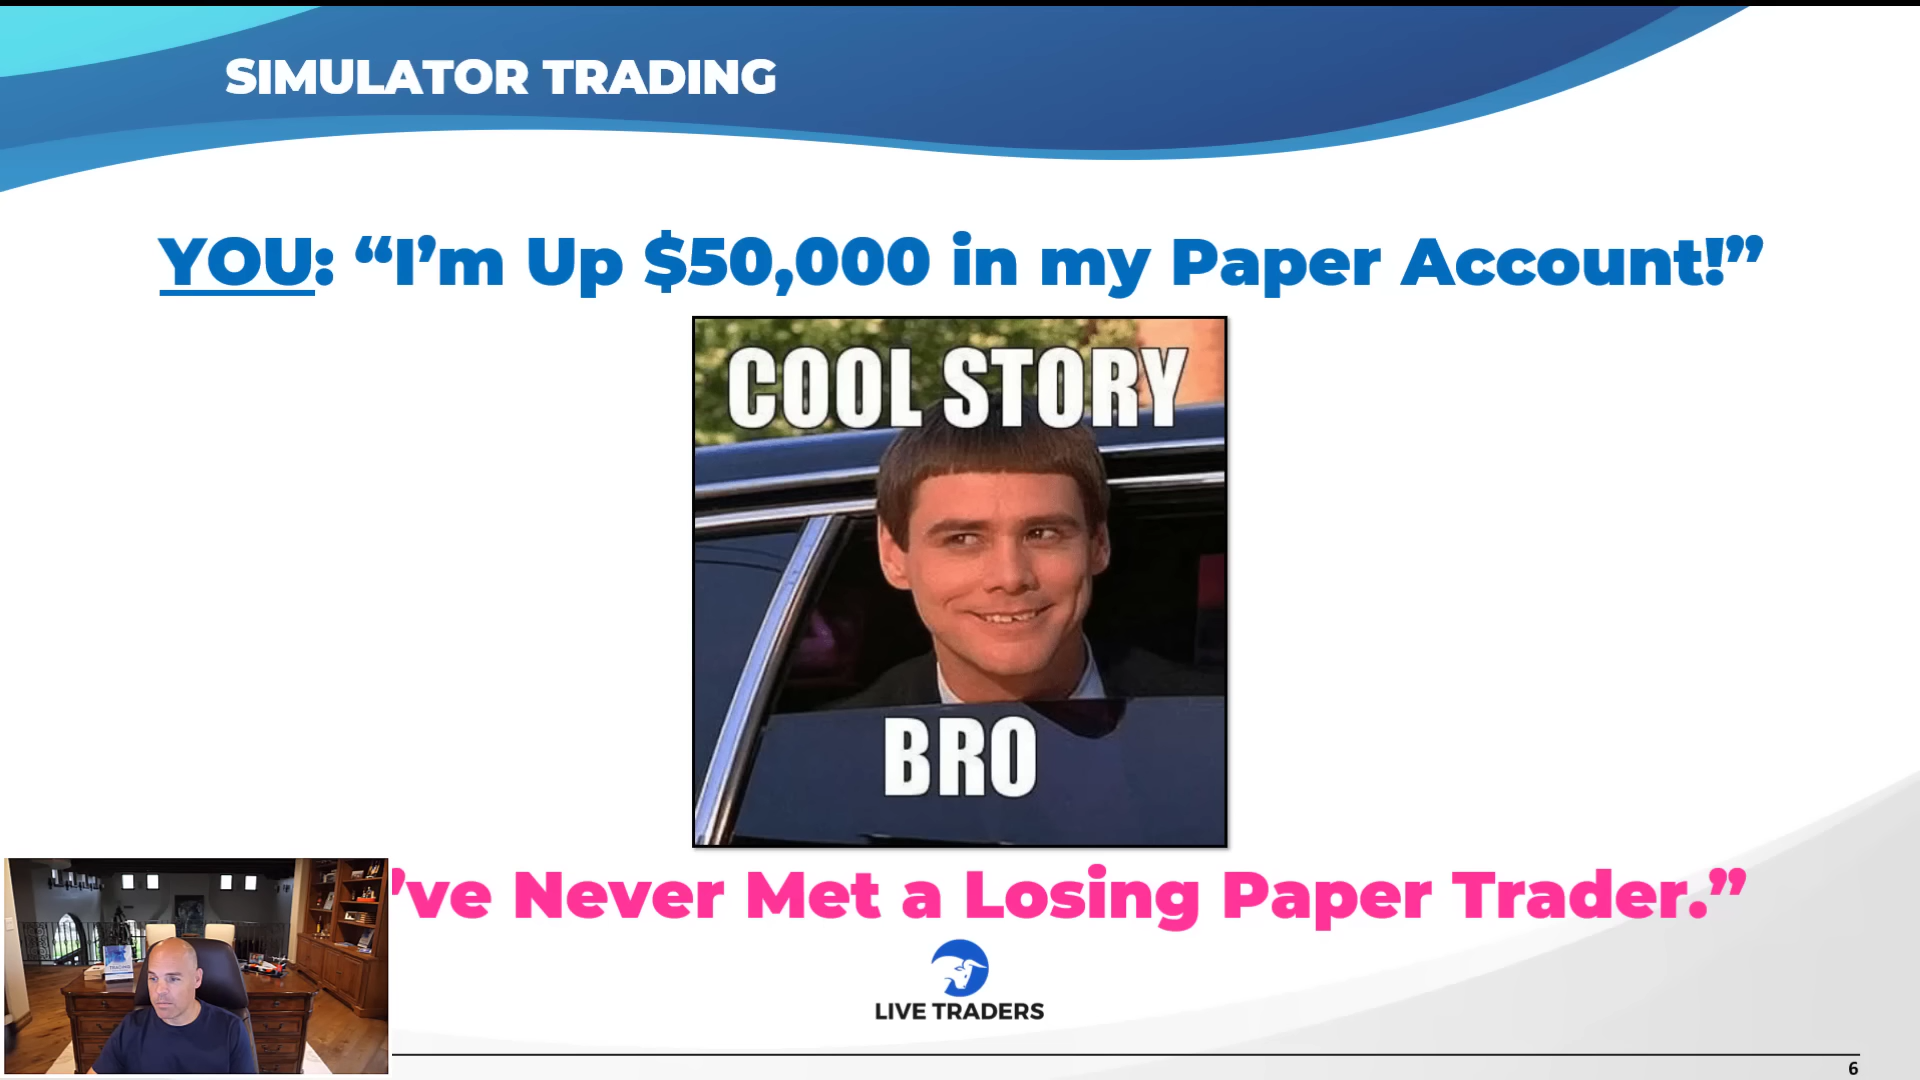 SIMULATOR TRADING
YOU: “I’m Up $50,000 in my Paper Account!”
COOL STORY
BRO
’ve Never Met a Losing Paper Trader.”
TRADING
LIVE TRADERS
6